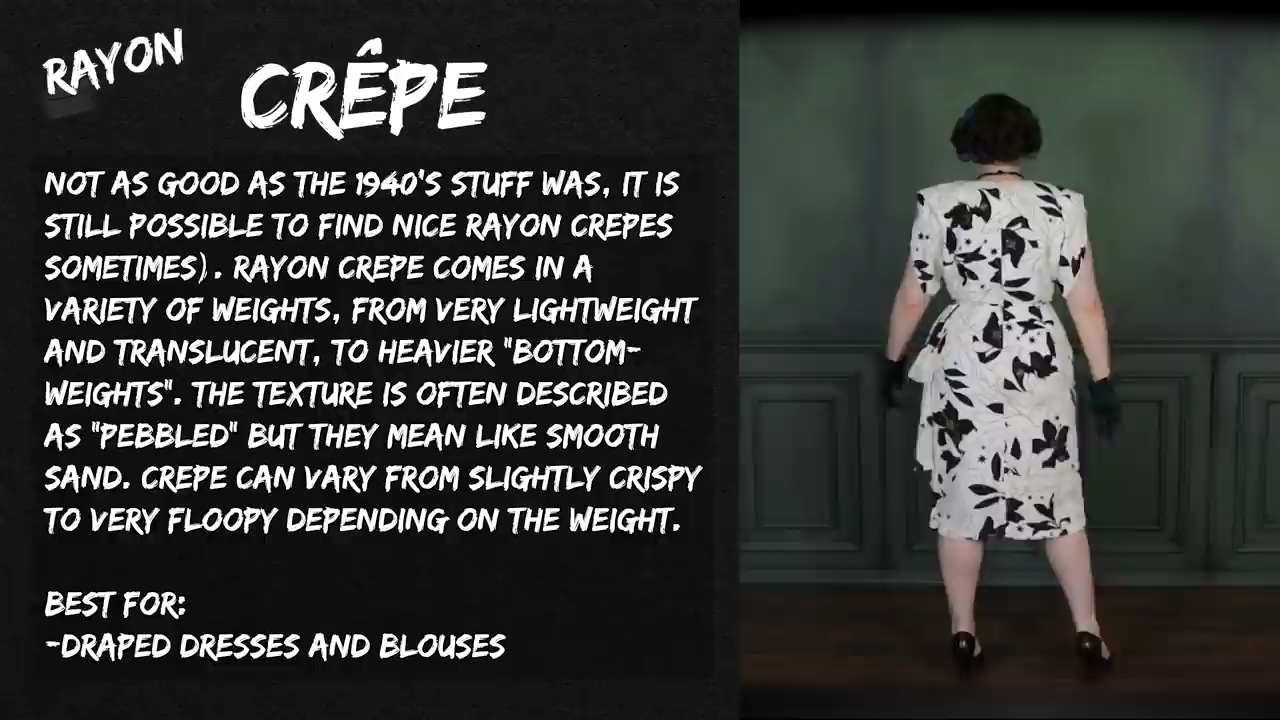 RAYON
CRÊPE
NOT AS GOOD AS THE 1940'S STUFF WAS, IT IS
STILL POSSIBLE TO FIND NICE RAYON CREPES
SOMETIMES). RAYON CREPE COMES IN A
VARIETY OF WEIGHTS, FROM VERY LIGHTWEIGHT
AND TRANSLUCENT, TO HEAVIER "BOTTOM-
WEIGHTS". THE TEXTURE IS OFTEN DESCRIBED
AS "PEBBLED" BUT THEY MEAN LIKE SMOOTH
SAND. CREPE CAN VARY FROM SLIGHTLY CRISPY
TO VERY FLOOPY DEPENDING ON THE WEIGHT.
BEST FOR:
-DRAPED DRESSES AND BLOUSES